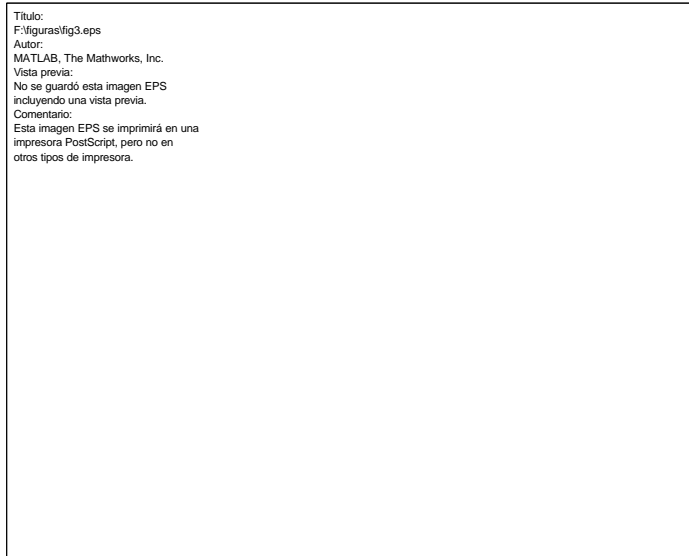 Título:
F:\figuras\fig3.eps
Autor:
MATLAB, The Mathworks, Inc.
Vista previa:
No se guardó esta imagen EPS
incluyendo una vista previa.
Comentario:
Esta imagen EPS se imprimirá en una
impresora PostScript, pero no en
otros tipos de impresora.